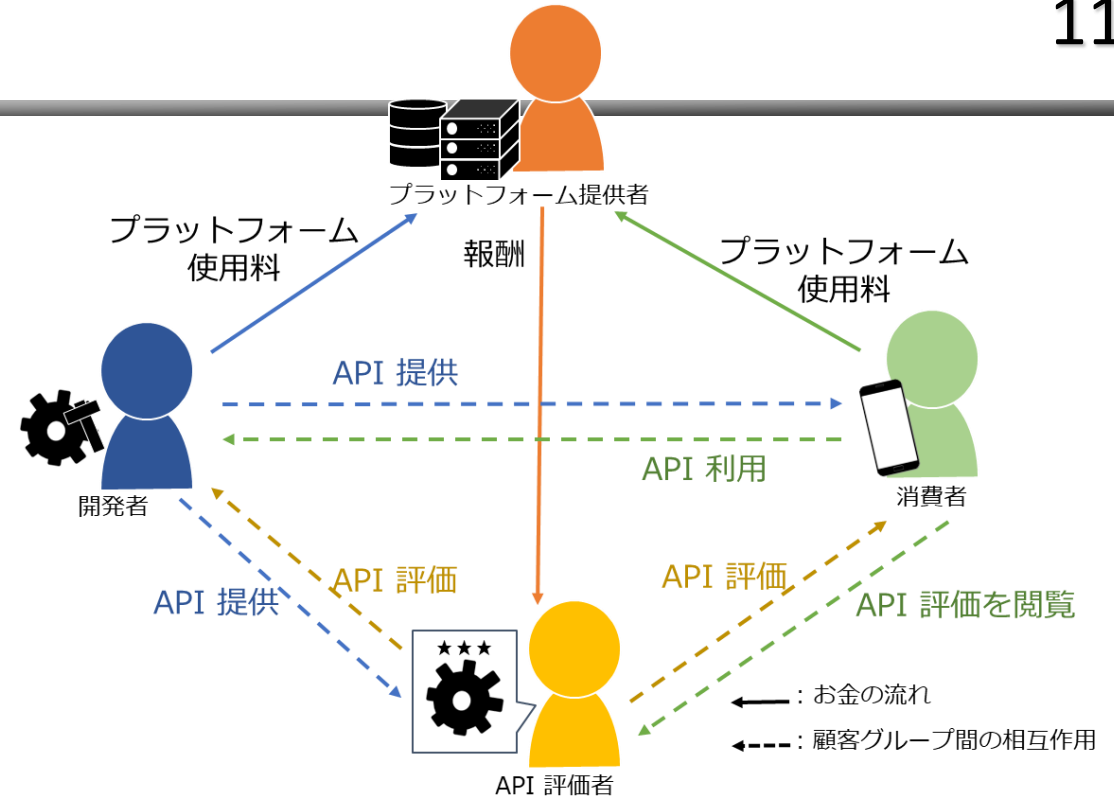 11
プラットフォーム提供者
プラットフォーム
使用料
報酬
プラットフォーム
使用料
API 提供
API 利用
開発者
消費者
API 評価
API 評価
API 提供
API 評価を閲覧
★★★
：お金の流れ
：顧客グループ間の相互作用
API 評価者